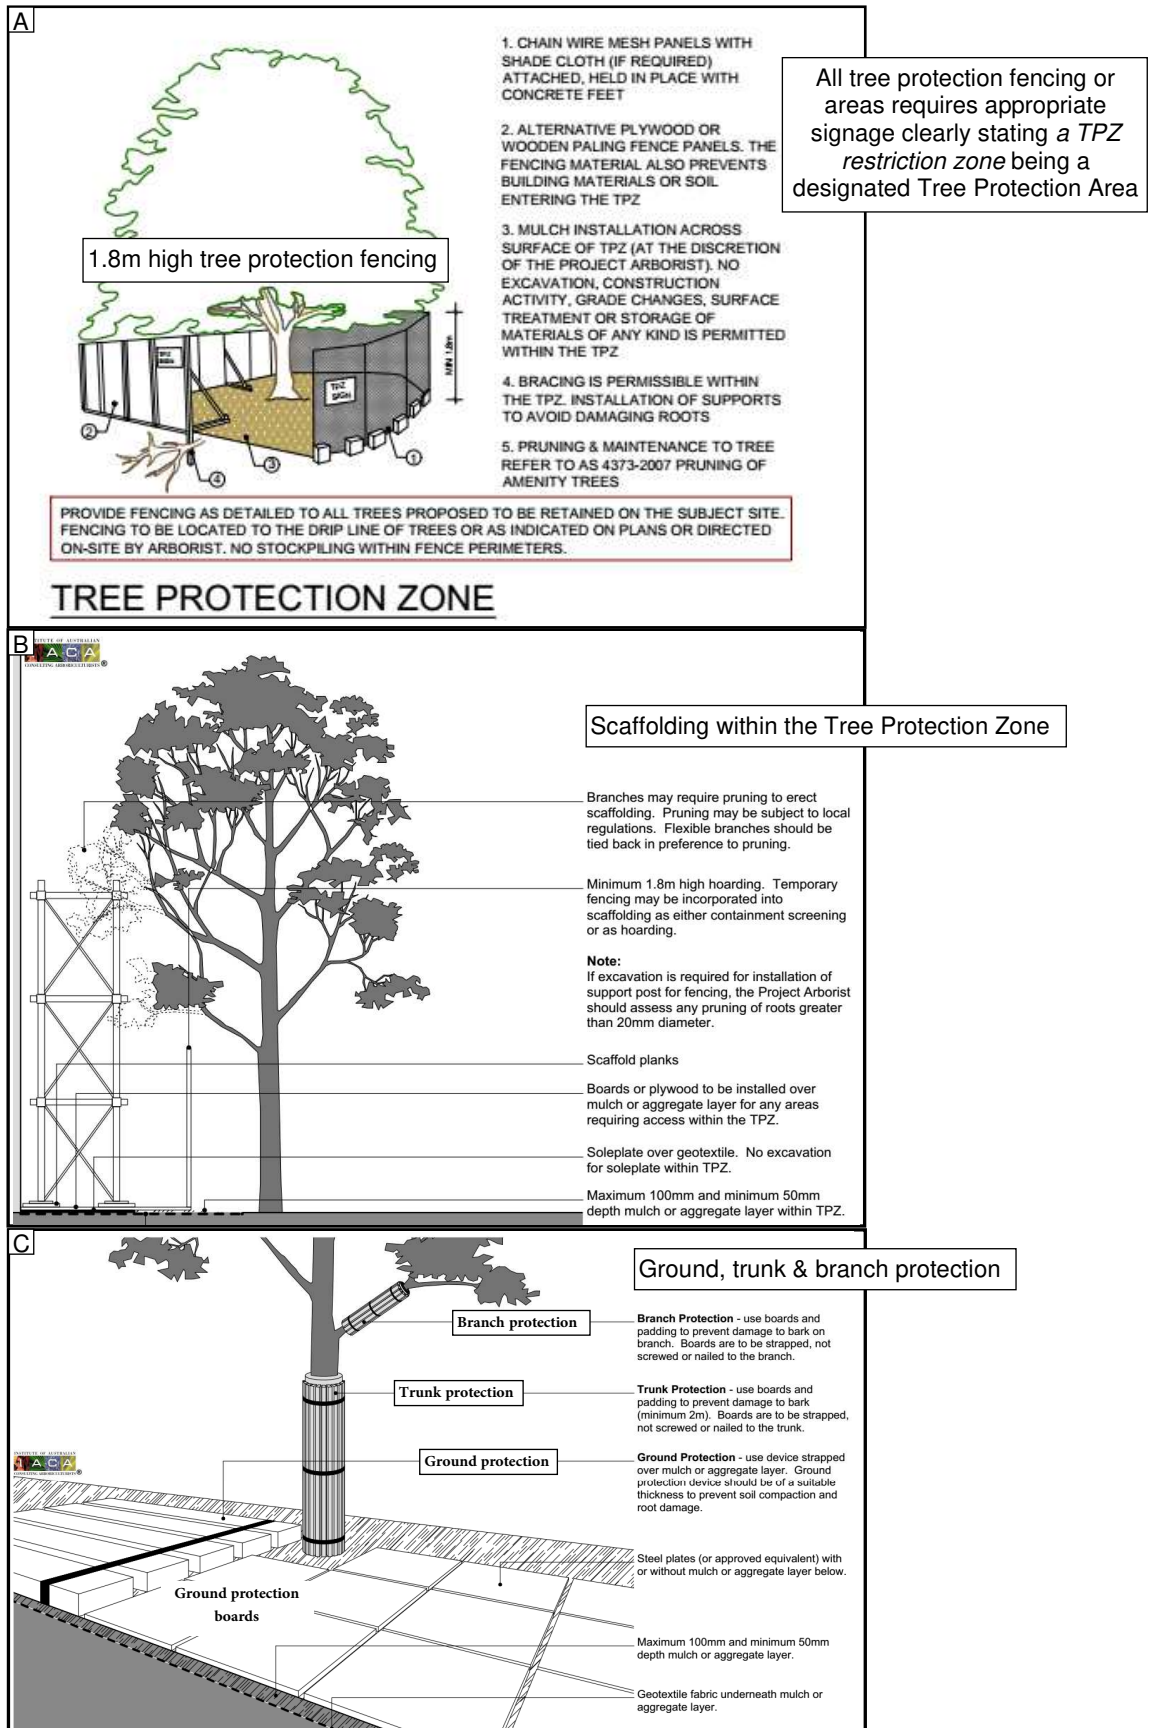 A
1. CHAIN WIRE MESH PANELS WITH
SHADE CLOTH (IF REQUIRED)
ATTACHED, HELD IN PLACE WITH
CONCRETE FEET
2. ALTERNATIVE PLYWOOD OR
WOODEN PALING FENCE PANELS. THE
FENCING MATERIAL ALSO PREVENTS
BUILDING MATERIALS OR SOIL
ENTERING THE TPZ
3. MULCH INSTALLATION ACROSS
SURFACE OF TPZ (AT THE DISCRETION
OF THE PROJECT ARBORIST). NO
EXCAVATION, CONSTRUCTION
ACTIVITY, GRADE CHANGES, SURFACE
TREATMENT OR STORAGE OF
MATERIALS OF ANY KIND IS PERMITTED
WITHIN THE TPZ
4. BRACING IS PERMISSIBLE WITHIN
THE TPZ. INSTALLATION OF SUPPORTS
TO AVOID DAMAGING ROOTS
5. PRUNING & MAINTENANCE TO TREE
REFER TO AS 4373-2007 PRUNING OF
AMENITY TREES
All tree protection fencing or
areas requires appropriate
signage clearly stating a TPZ
restriction zone being a
designated Tree Protection Area
1.8m high tree protection fencing
TPZ
SIGN
TPZ
SIGN
MIN 1.8m
2
3
1
4
PROVIDE FENCING AS DETAILED TO ALL TREES PROPOSED TO BE RETAINED ON THE SUBJECT SITE.
FENCING TO BE LOCATED TO THE DRIP LINE OF TREES OR AS INDICATED ON PLANS OR DIRECTED
ON-SITE BY ARBORIST. NO STOCKPILING WITHIN FENCE PERIMETERS.
TREE PROTECTION ZONE
B
TITUTE OF AUSTRALIAN
ACA
CONSULTING ARBORICULTURISTS ®
Scaffolding within the Tree Protection Zone
Branches may require pruning to erect
scaffolding. Pruning may be subject to local
regulations. Flexible branches should be
tied back in preference to pruning.
Minimum 1.8m high hoarding. Temporary
fencing may be incorporated into
scaffolding as either containment screening
or as hoarding.
Note:
If excavation is required for installation of
support post for fencing, the Project Arborist
should assess any pruning of roots greater
than 20mm diameter.
Scaffold planks
Boards or plywood to be installed over
mulch or aggregate layer for any areas
requiring access within the TPZ.
Soleplate over geotextile. No excavation
for soleplate within TPZ.
Maximum 100mm and minimum 50mm
depth mulch or aggregate layer within TPZ.
C
Ground, trunk & branch protection
Branch protection
Branch Protection - use boards and
padding to prevent damage to bark on
branch. Boards are to be strapped, not
screwed or nailed to the branch.
Trunk protection
Trunk Protection - use boards and
padding to prevent damage to bark
(minimum 2m). Boards are to be strapped,
not screwed or nailed to the trunk.
INSTITUTE OF AUSTRALIAN
IACA
CONSULTING ARBORICULTURISTS ®
Ground protection
Ground Protection - use device strapped
over mulch or aggregate layer. Ground
protection device should be of a suitable
thickness to prevent soil compaction and
root damage.
Steel plates (or approved equivalent) with
or without mulch or aggregate layer below.
Ground protection
boards
Maximum 100mm and minimum 50mm
depth mulch or aggregate layer.
Geotextile fabric underneath mulch or
aggregate layer.